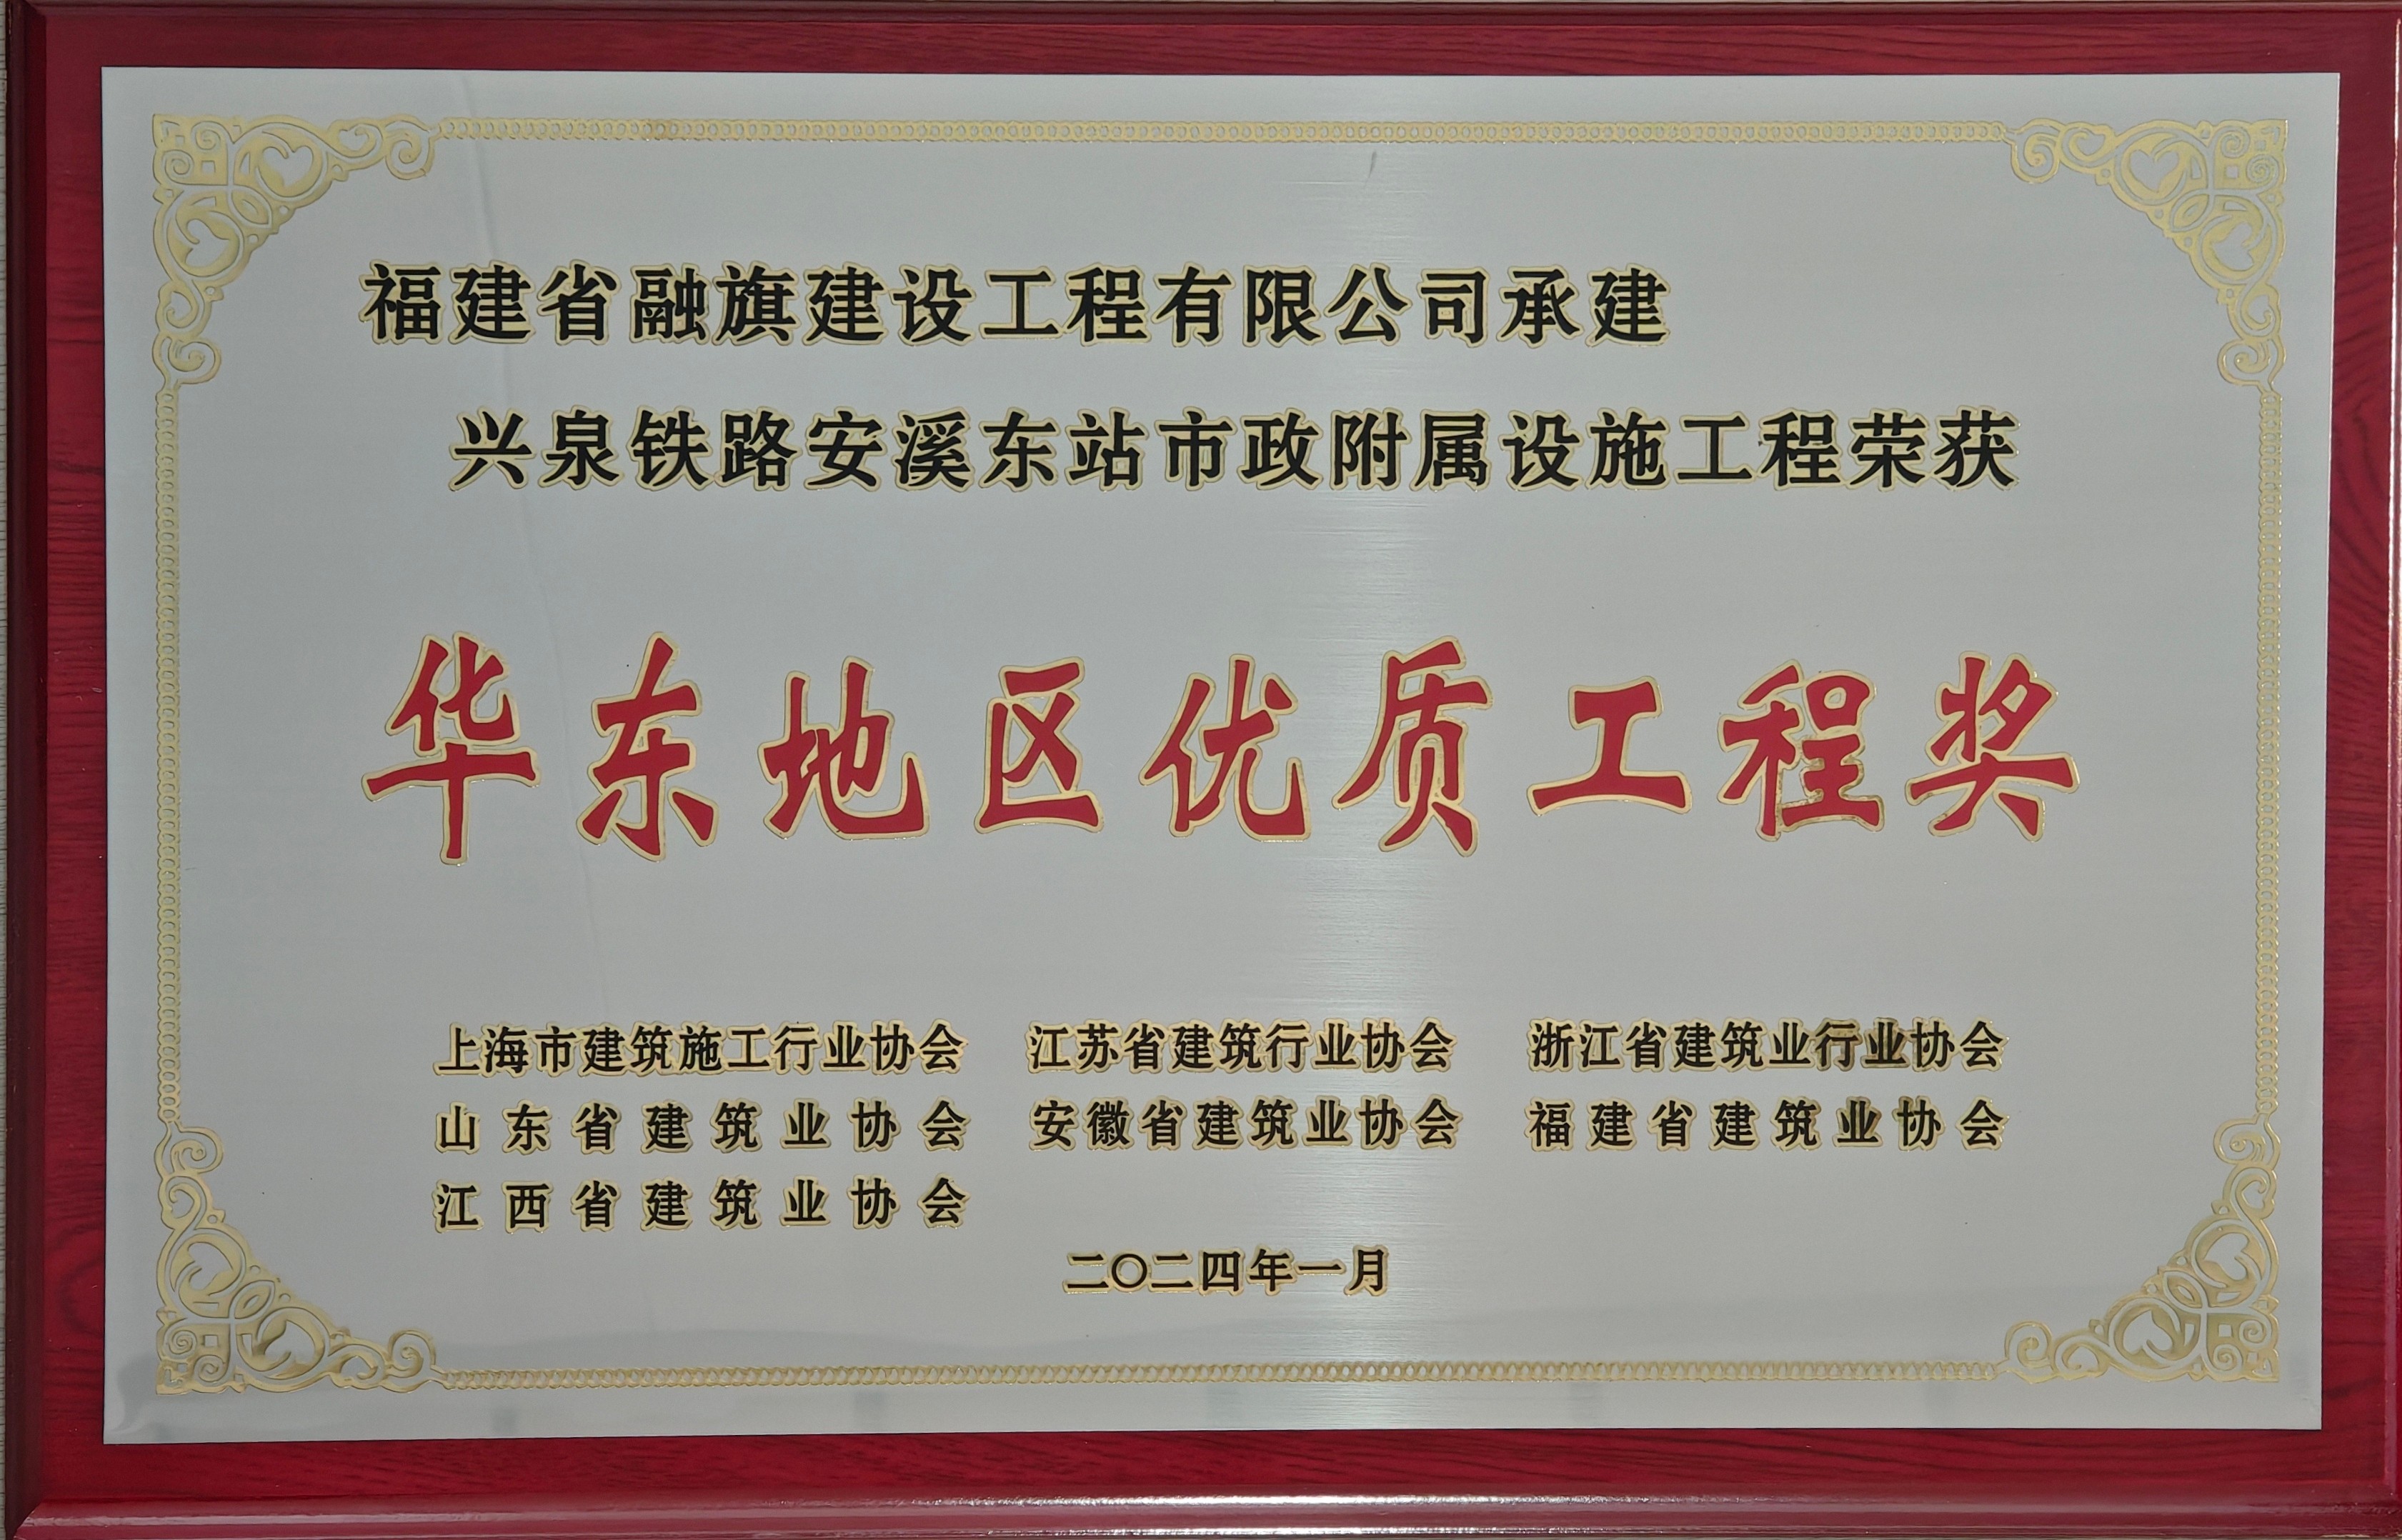 福建省融旗建设工程有限公司承建
兴泉铁路安溪东站市政附属设施工程荣获
华东地区优质工程奖
上海市建筑施工行业协会 江苏省建筑行业协会 浙江省建筑业行业协会
山东省建筑业协会 安徽省建筑业协会 福建省建筑业协会
江西省建筑业协会
二〇二四年一月